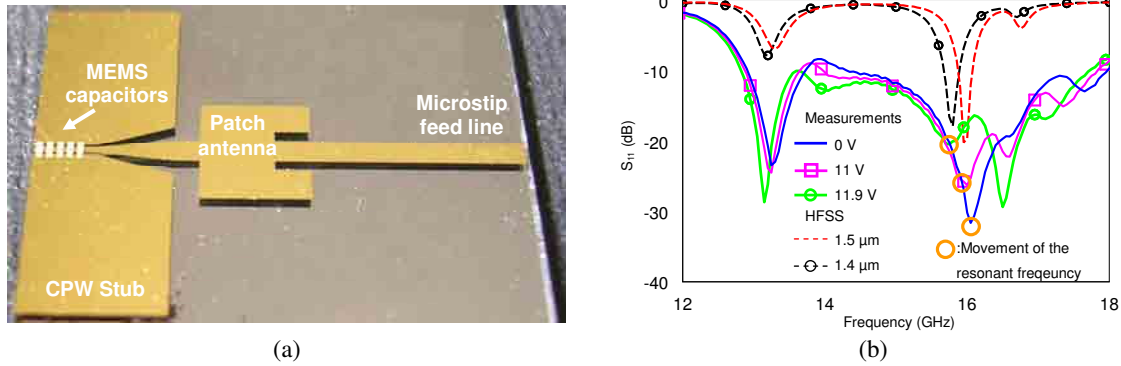 MEMS
capacitors
Patch
antenna
Microstip
feed line
CPW Stub
(a)
0
-10
-20
-30
-40
S11 (dB)
Measurements
0 V
11 V
11.9 V
HFSS
1.5 μm
1.4 μm
:Movement of the
resonant freqeuncy
12
14
16
18
Frequency (GHz)
(b)